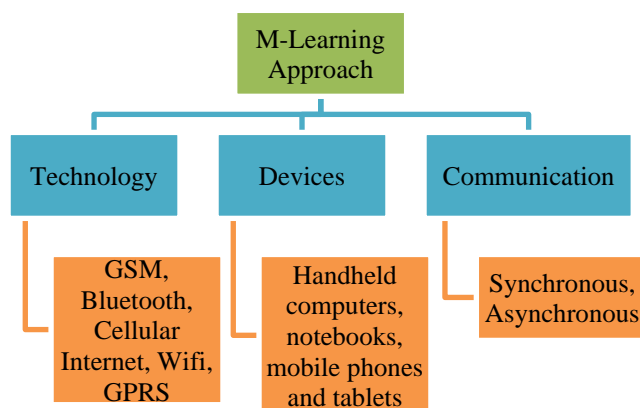 M-Learning
Approach
Technology
Devices
Communication
GSM,
Bluetooth,
Cellular
Internet, Wifi,
GPRS
Handheld
computers,
notebooks,
mobile phones
and tablets
Synchronous,
Asynchronous